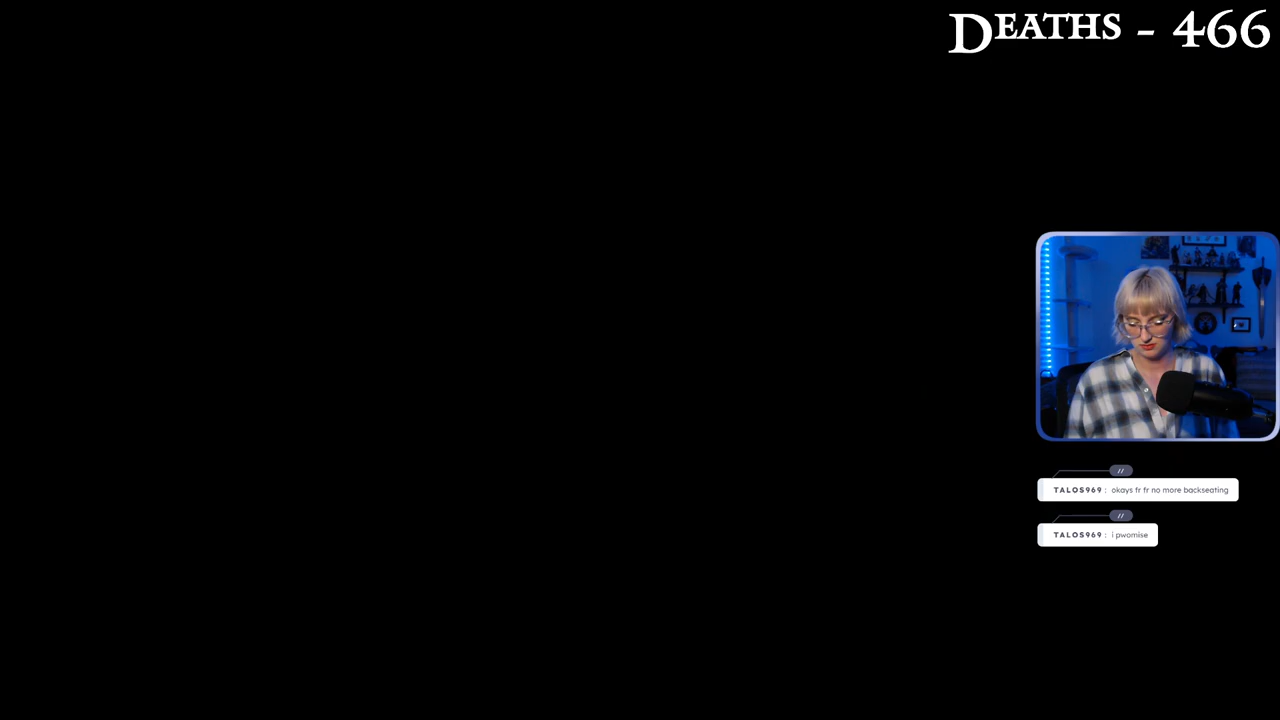 DEATHS - 466
//
TALOS969 : okays fr fr no more backseating
//
TALOS969 : i pwomise